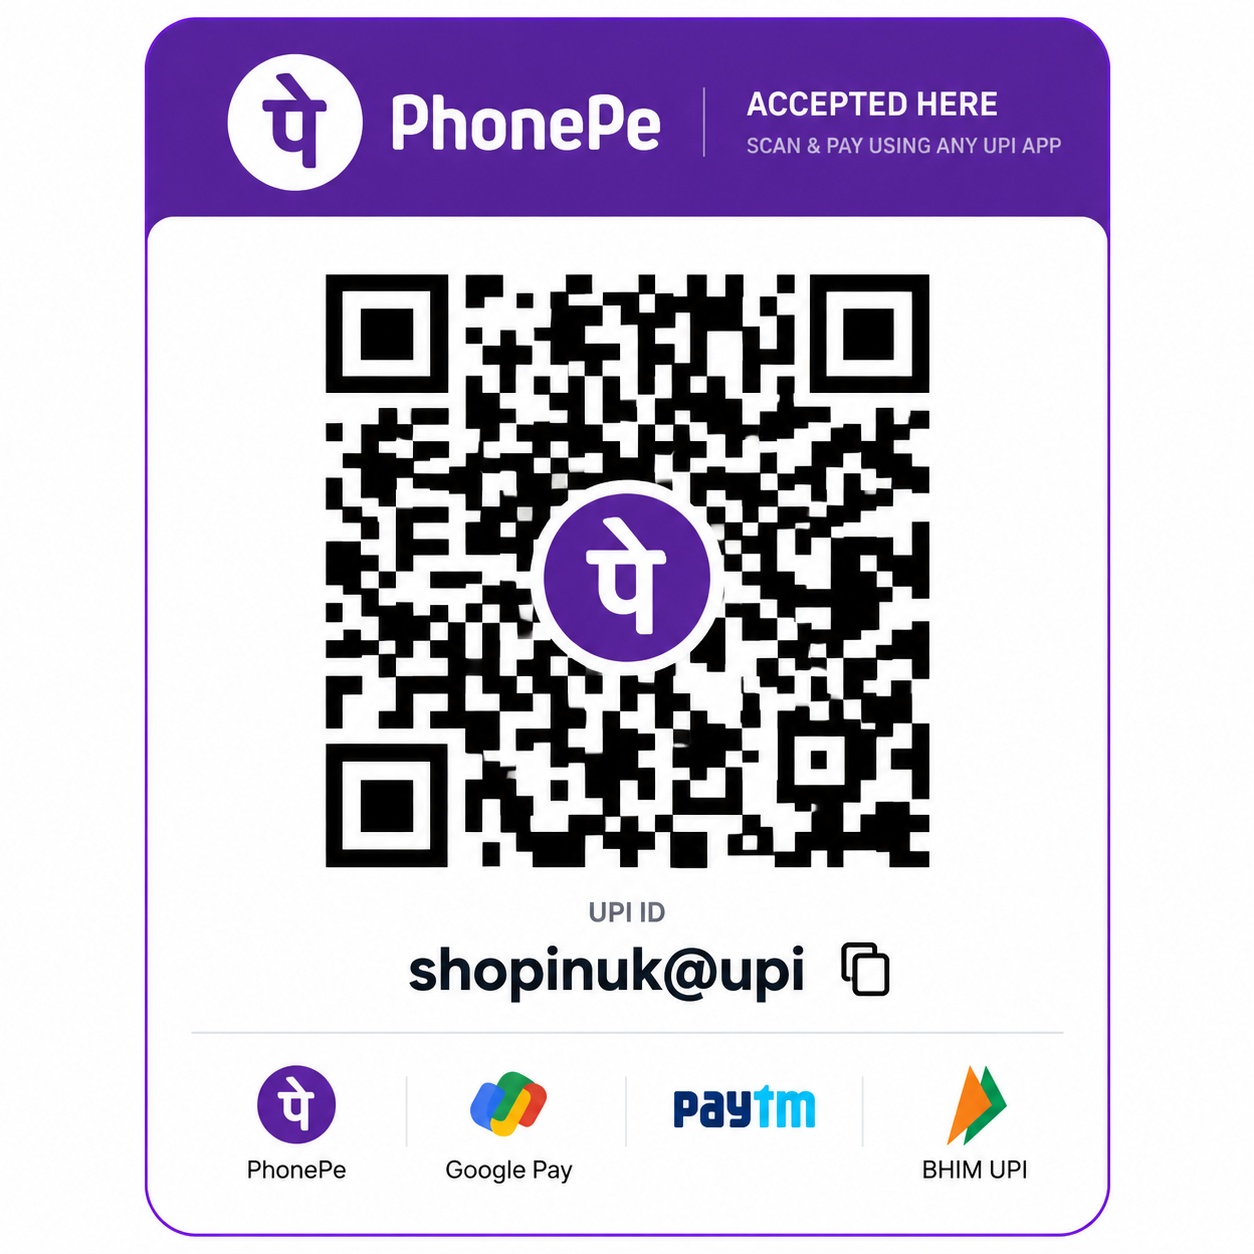 पे PhonePe
ACCEPTED HERE
SCAN & PAY USING ANY UPI APP
पे
UPI ID
shopinuk@upi
पे
paytm
PhonePe
Google Pay
BHIM UPI